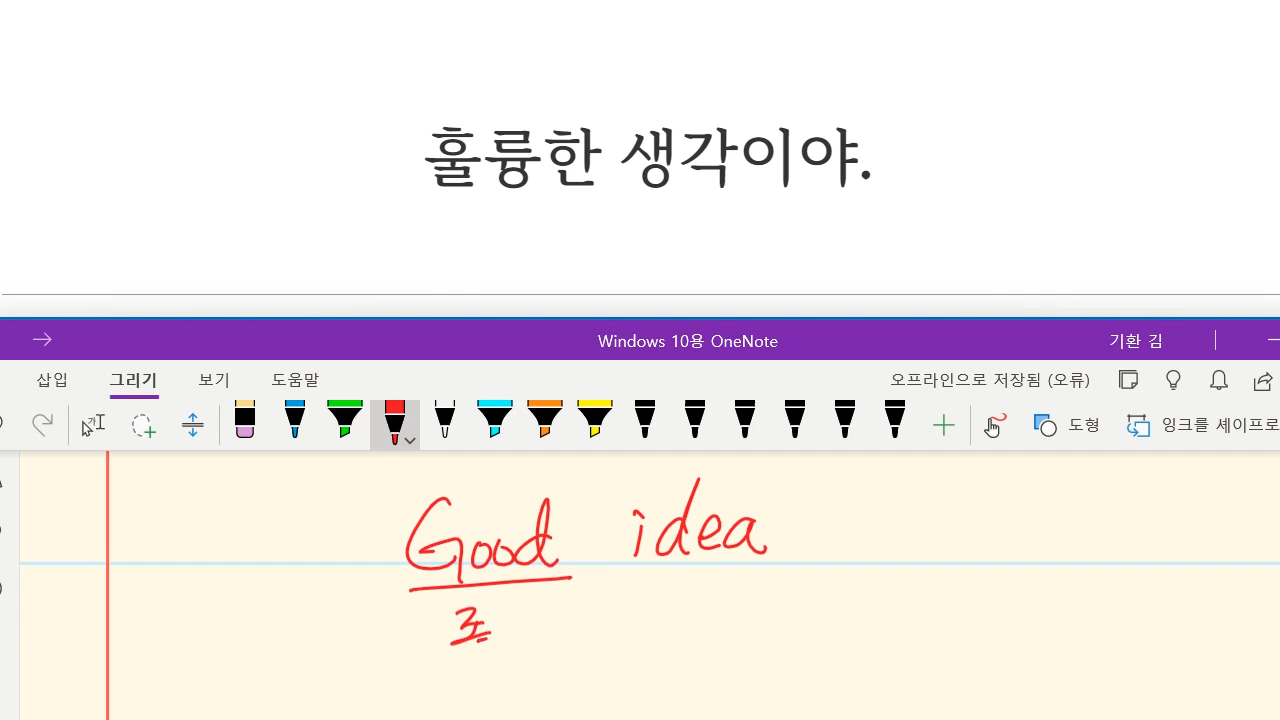 훌륭한 생각이야.
Windows 10용 OneNote 기환 김
삽입 그리기 보기 도움말 오프라인으로 저장됨 (오류)
가 도형 잉크를 셰이프로
Good idea